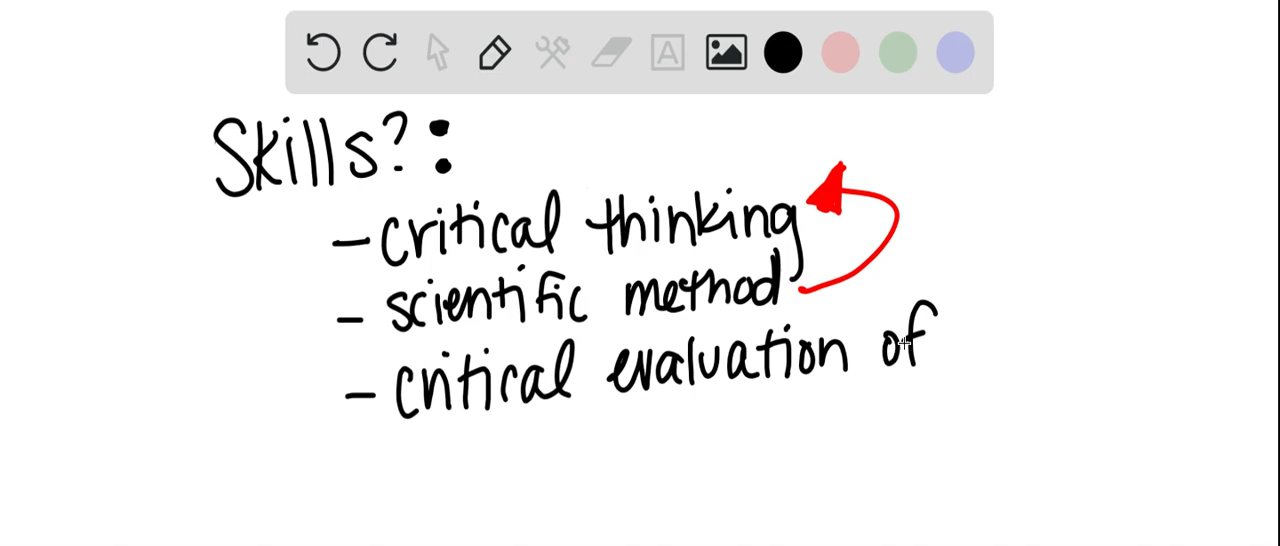 Skills?:
- critical thinking
- scientific method
- critical evaluation of
A